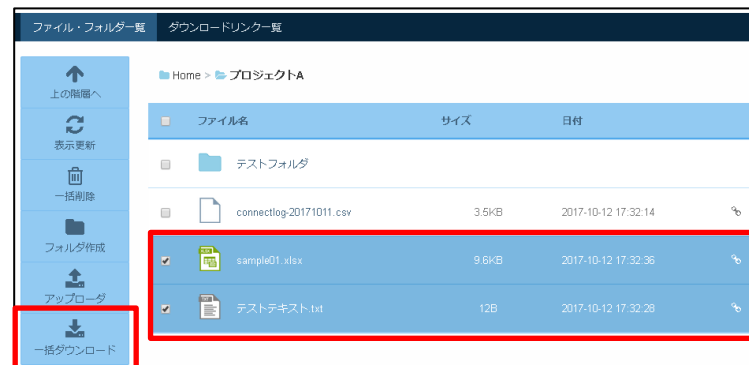 ファイル・フォルダ一覧 ダウンロードリンク一覧
上の階層へ
表示更新
一括削除
フォルダ作成
アップローダ
一括ダウンロード
Home > プロジェクトA
ファイル名 サイズ 日付
テストフォルダ
connectlog-20171011.csv 3.5KB 2017-10-12 17:32:14
sample01.xlsx 9.6KB 2017-10-12 17:32:36
テストテキスト.txt 12B 2017-10-12 17:32:28